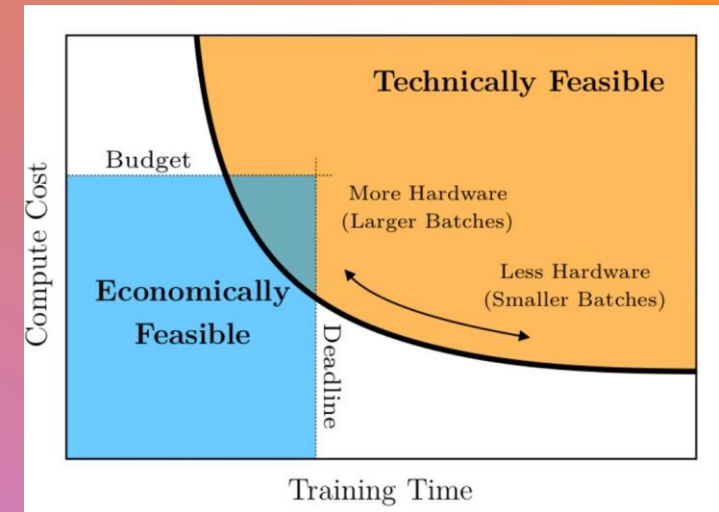 Technically Feasible
Budget
More Hardware
(Larger Batches)
Less Hardware
(Smaller Batches)
Economically
Feasible
Deadline
Compute Cost
Training Time